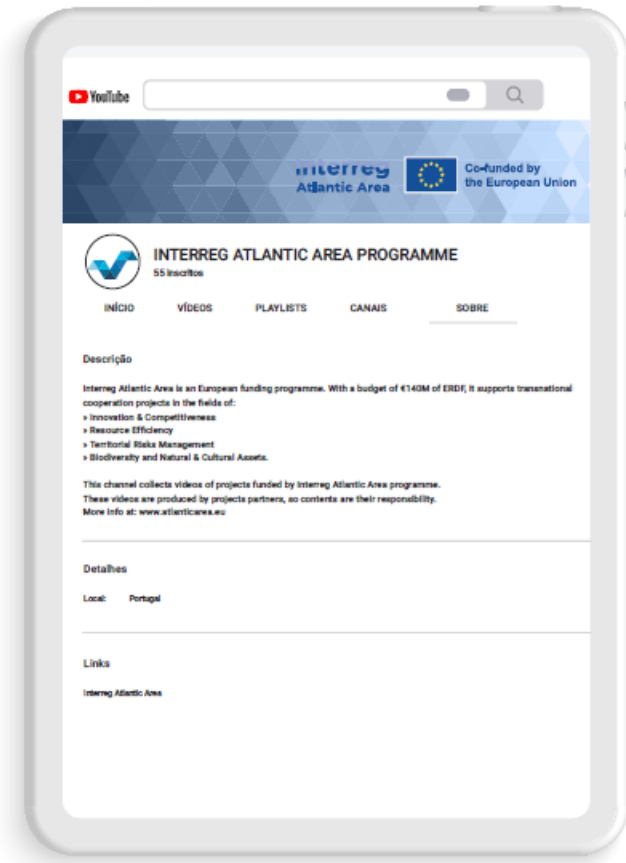 YouTube
Interreg
Atlantic Area
Co-funded by
the European Union
INTERREG ATLANTIC AREA PROGRAMME
55 inscritos
INÍCIO VÍDEOS PLAYLISTS CANAIS SOBRE
Descrição
Interreg Atlantic Area is an European funding programme. With a budget of €140M of ERDF, it supports transnational
cooperation projects in the fields of:
» Innovation & Competitiveness
» Resource Efficiency
» Territorial Risks Management
» Biodiversity and Natural & Cultural Assets.
This channel collects videos of projects funded by Interreg Atlantic Area programme.
These videos are produced by projects partners, so contents are their responsibility.
More info at: www.atlanticarea.eu
Detalhes
Local: Portugal
Links
Interreg Atlantic Area